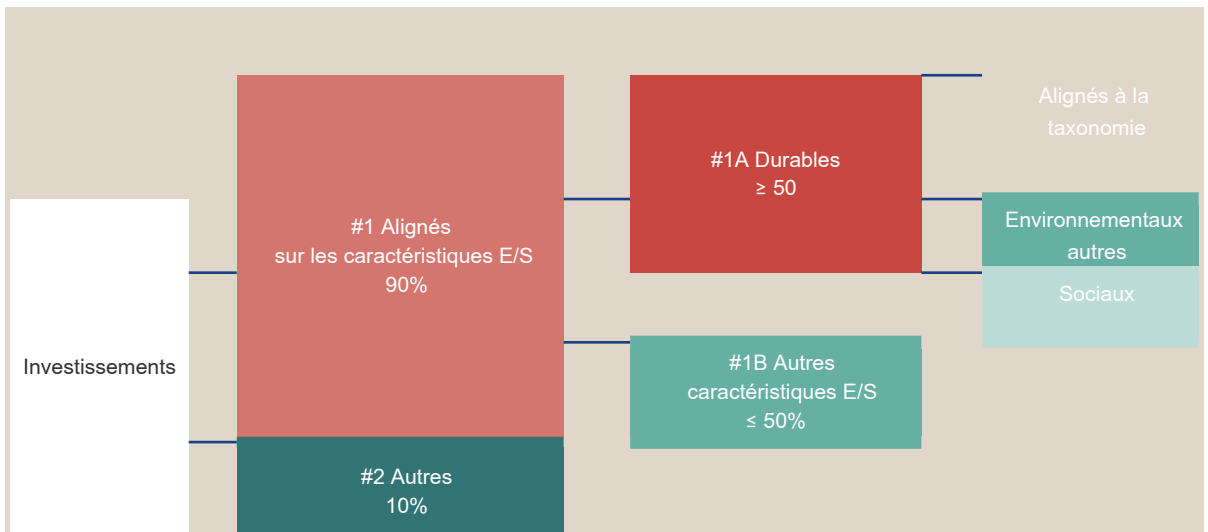 Investissements
#1 Alignés
sur les caractéristiques E/S
90%
#2 Autres
10%
#1A Durables
≥ 50
#1B Autres
caractéristiques E/S
≤ 50%
Alignés à la
taxonomie
Environnementaux
autres
Sociaux